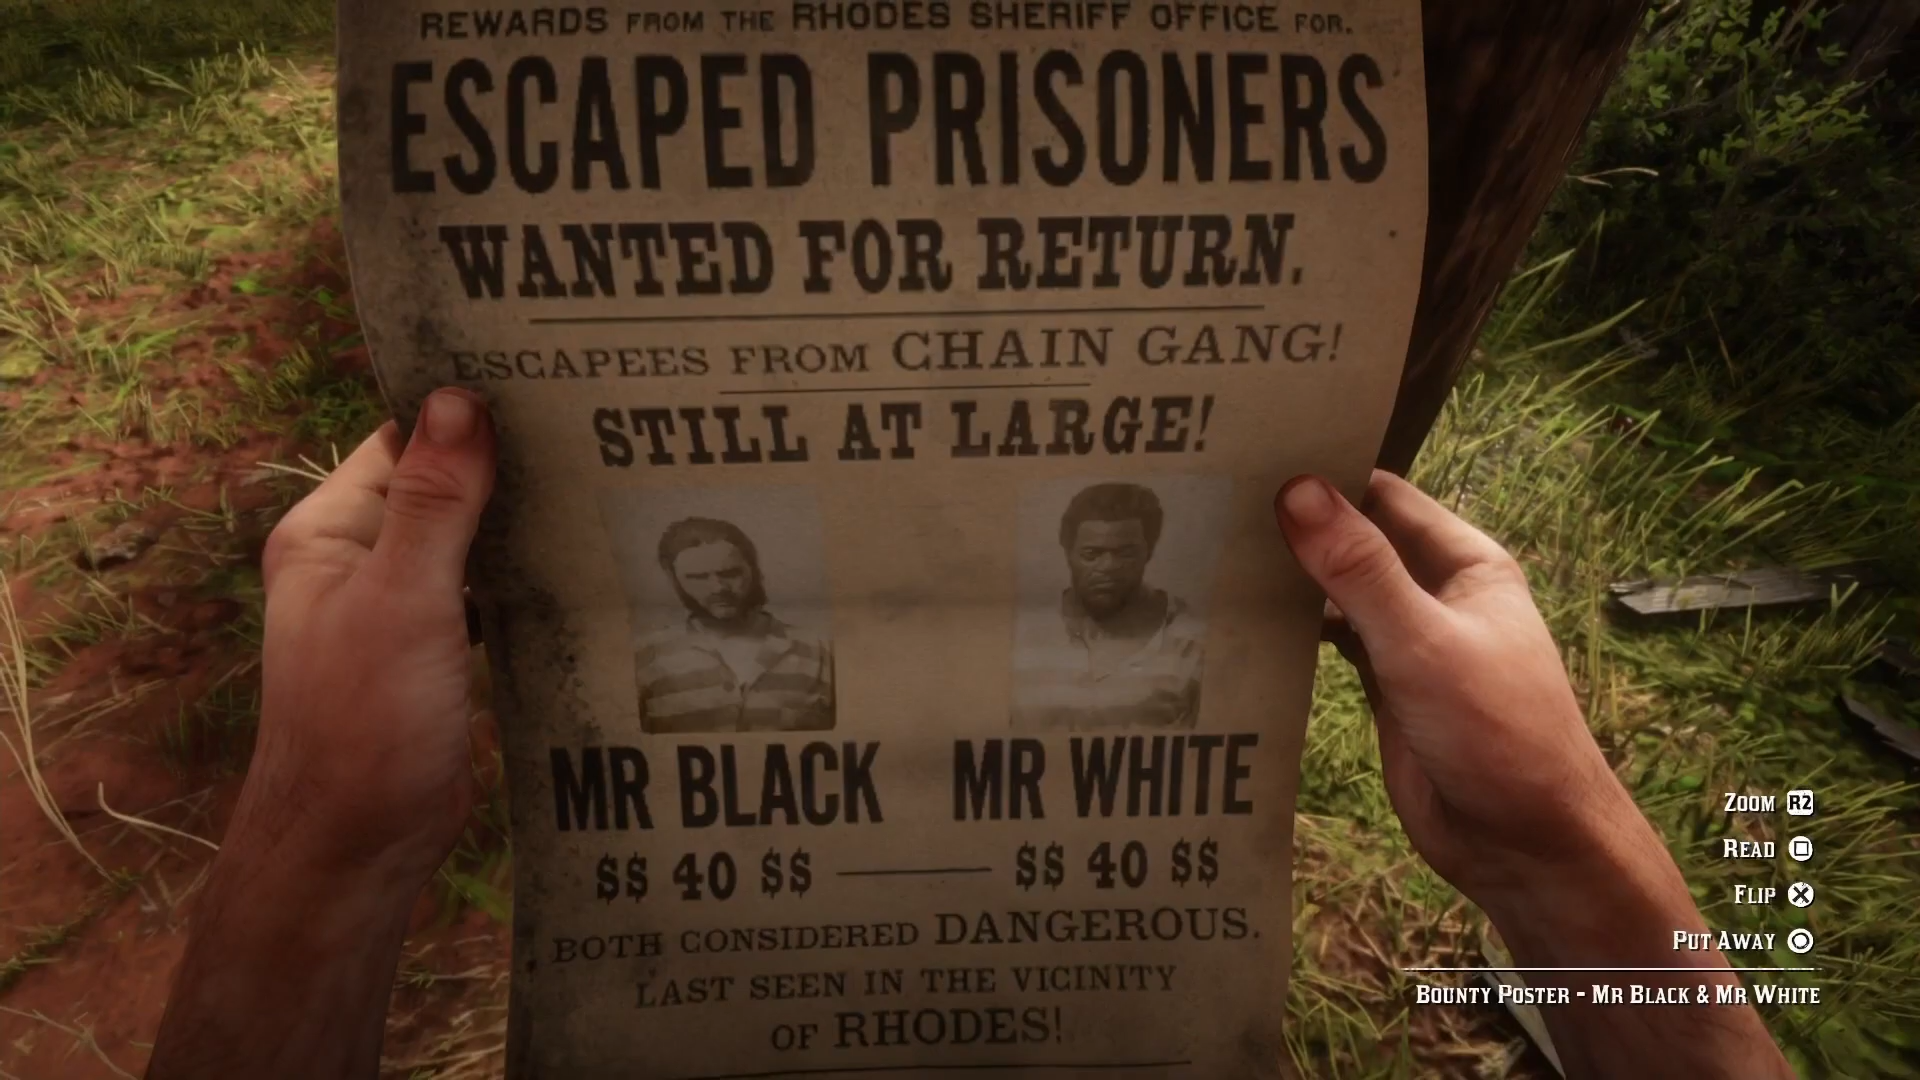 REWARDS FROM THE RHODES SHERIFF OFFICE FOR.
ESCAPED PRISONERS
WANTED FOR RETURN.
ESCAPEES FROM CHAIN GANG!
STILL AT LARGE!
MR BLACK MR WHITE
$$ 40 $$ — $$ 40 $$
BOTH CONSIDERED DANGEROUS.
LAST SEEN IN THE VICINITY
OF RHODES!
ZOOM R2
READ
FLIP
PUT AWAY
BOUNTY POSTER - MR BLACK & MR WHITE